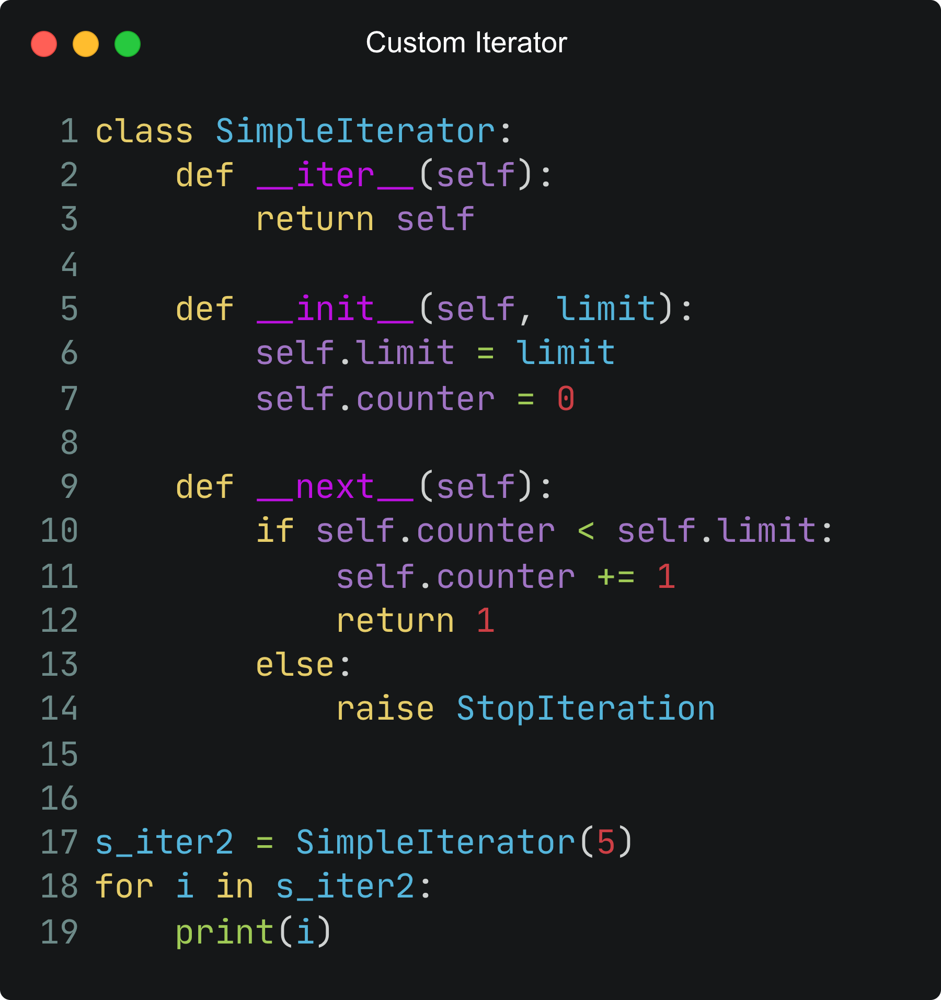 Custom Iterator
1 class SimpleIterator:
2     def __iter__(self):
3         return self
4
5     def __init__(self, limit):
6         self.limit = limit
7         self.counter = 0
8
9     def __next__(self):
10         if self.counter < self.limit:
11             self.counter += 1
12             return 1
13         else:
14             raise StopIteration
15
16
17 s_iter2 = SimpleIterator(5)
18 for i in s_iter2:
19     print(i)